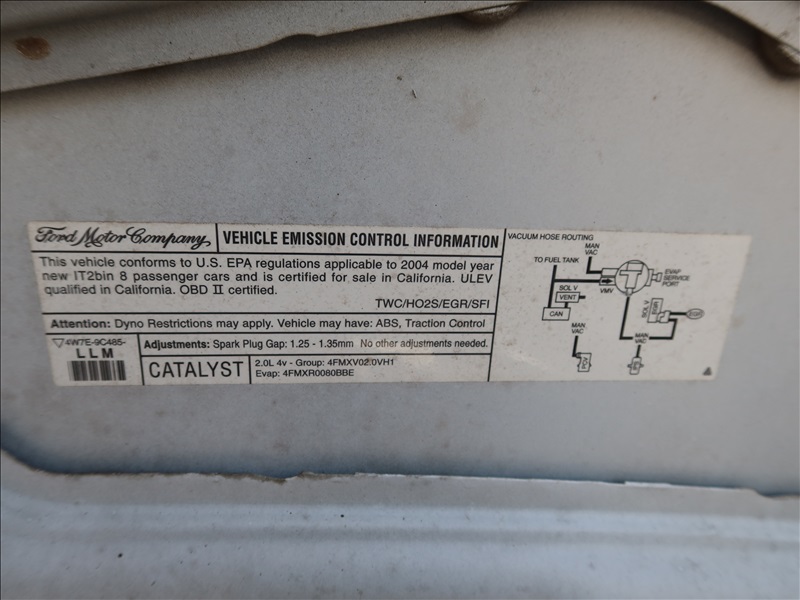 Ford Motor Company
VEHICLE EMISSION CONTROL INFORMATION
This vehicle conforms to U.S. EPA regulations applicable to 2004 model year
new IT2bin 8 passenger cars and is certified for sale in California. ULEV
qualified in California. OBD II certified.
TWC/HO2S/EGR/SFI
Attention: Dyno Restrictions may apply. Vehicle may have: ABS, Traction Control
4W7E-9C485-
LLM
Adjustments: Spark Plug Gap: 1.25 - 1.35mm No other adjustments needed.
CATALYST
2.0L 4v - Group: 4FMXV02.0VH1
Evap: 4FMXR0080BBE
VACUUM HOSE ROUTING
MAN
VAC
TO FUEL TANK
EVAP
SERVICE
PORT
SOL V
VENT
VMV
CAN
SOL V
EGR
EGR
MAN
VAC
MAN
VAC